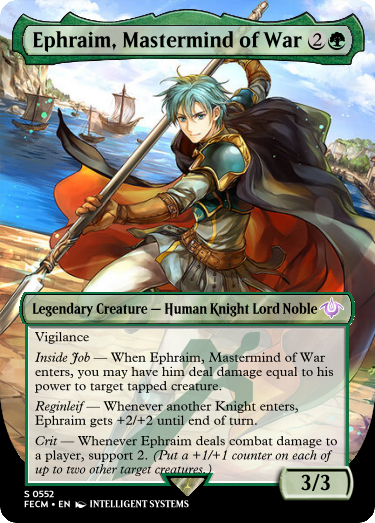 Ephraim, Mastermind of War 2
Legendary Creature — Human Knight Lord Noble
Vigilance
Inside Job — When Ephraim, Mastermind of War
enters, you may have him deal damage equal to
his power to target tapped creature.
Reginleif — Whenever another Knight enters,
Ephraim gets +2/+2 until end of turn.
Crit — Whenever Ephraim deals combat damage to
a player, support 2. (Put a +1/+1 counter on each of
up to two other target creatures.)
3/3
S 0552
FECM • EN INTELLIGENT SYSTEMS